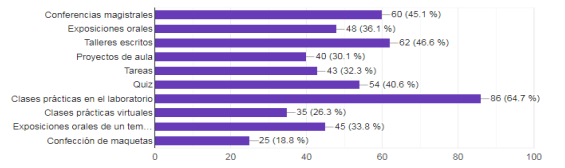 Conferencias magistrales 60 (45.1 %)
Exposiciones orales 48 (36.1 %)
Talleres escritos 62 (46.6 %)
Proyectos de aula 40 (30.1 %)
Tareas 43 (32.3 %)
Quiz 54 (40.6 %)
Clases prácticas en el laboratorio 86 (64.7 %)
Clases prácticas virtuales 35 (26.3 %)
Exposiciones orales de un tem… 45 (33.8 %)
Confección de maquetas 25 (18.8 %)
0 20 40 60 80 100